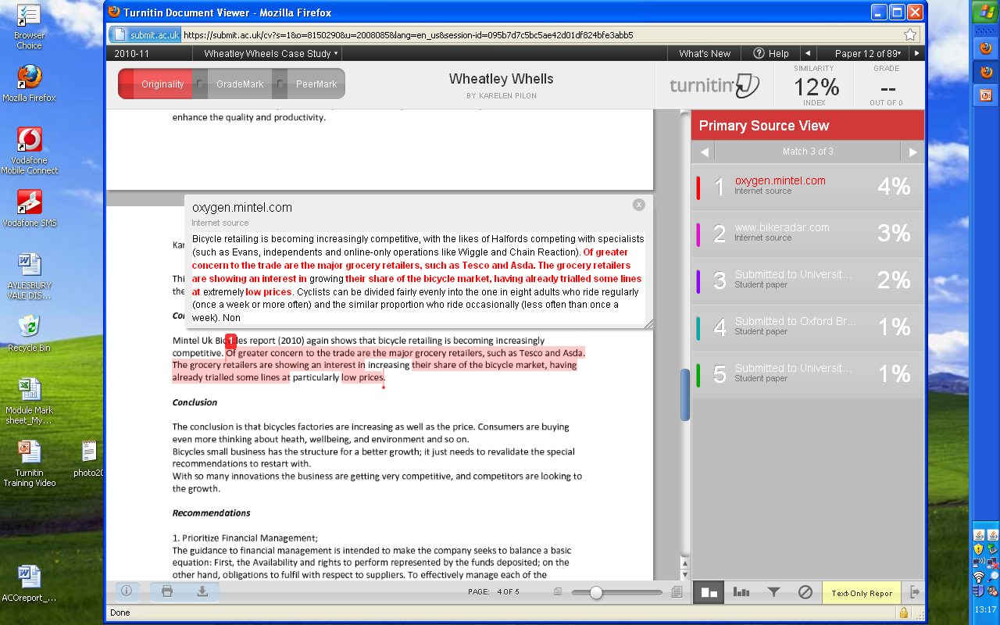 Browser
Choice
Mozilla Firefox
Vodafone
Mobile Connect
Vodafone SMS
AYLESBURY
VALE DIS...
Recycle Bin
Module Mark
sheet_My...
Turnitin
Training Video
photo20
ACOreport_...
Turnitin Document Viewer - Mozilla Firefox
submit.ac.uk https://submit.ac.uk/cv?s=1&o=8150290&u=2008085&lang=en_us&session-id=095b7d7c5bc5ae42d01df824bfe3abb5
2010-11 Wheatley Wheels Case Study What's New Help Paper 12 of 89
Originality GradeMark PeerMark
Wheatley Whells
BY KARELEN PILON
turnitin
SIMILARITY
12%
INDEX
GRADE
--
OUT OF 0
enhance the quality and productivity.
oxygen.mintel.com
Internet source
Bicycle retailing is becoming increasingly competitive, with the likes of Halfords competing with specialists
(such as Evans, independents and online-only operations like Wiggle and Chain Reaction). Of greater
concern to the trade are the major grocery retailers, such as Tesco and Asda. The grocery retailers
are showing an interest in growing their share of the bicycle market, having already trialled some lines
at extremely low prices. Cyclists can be divided fairly evenly into the one in eight adults who ride regularly
(once a week or more often) and the similar proportion who ride occasionally (less often than once a
week). Non
Mintel Uk Bicycles report (2010) again shows that bicycle retailing is becoming increasingly
1
competitive. Of greater concern to the trade are the major grocery retailers, such as Tesco and Asda.
The grocery retailers are showing an interest in increasing their share of the bicycle market, having
already trialled some lines at particularly low prices.
Conclusion
The conclusion is that bicycles factories are increasing as well as the price. Consumers are buying
even more thinking about heath, wellbeing, and environment and so on.
Bicycles small business has the structure for a better growth; it just needs to revalidate the special
recommendations to restart with.
With so many innovations the business are getting very competitive, and competitors are looking to
the growth.
Recommendations
1. Prioritize Financial Management;
The guidance to financial management is intended to make the company seeks to balance a basic
equation: First, the Availability and rights to perform represented by the funds deposited; on the
other hand, obligations to fulfil with respect to suppliers. To effectively manage each of the
Primary Source View
Match 3 of 3
1 oxygen.mintel.com 4%
Internet source
2 www.bikeradar.com 3%
Internet source
3 Submitted to Universit... 2%
Student paper
4 Submitted to Oxford Br... 1%
Student paper
5 Submitted to Universit... 1%
Student paper
PAGE: 4 OF 5
Text-Only Repor
Done
13:17